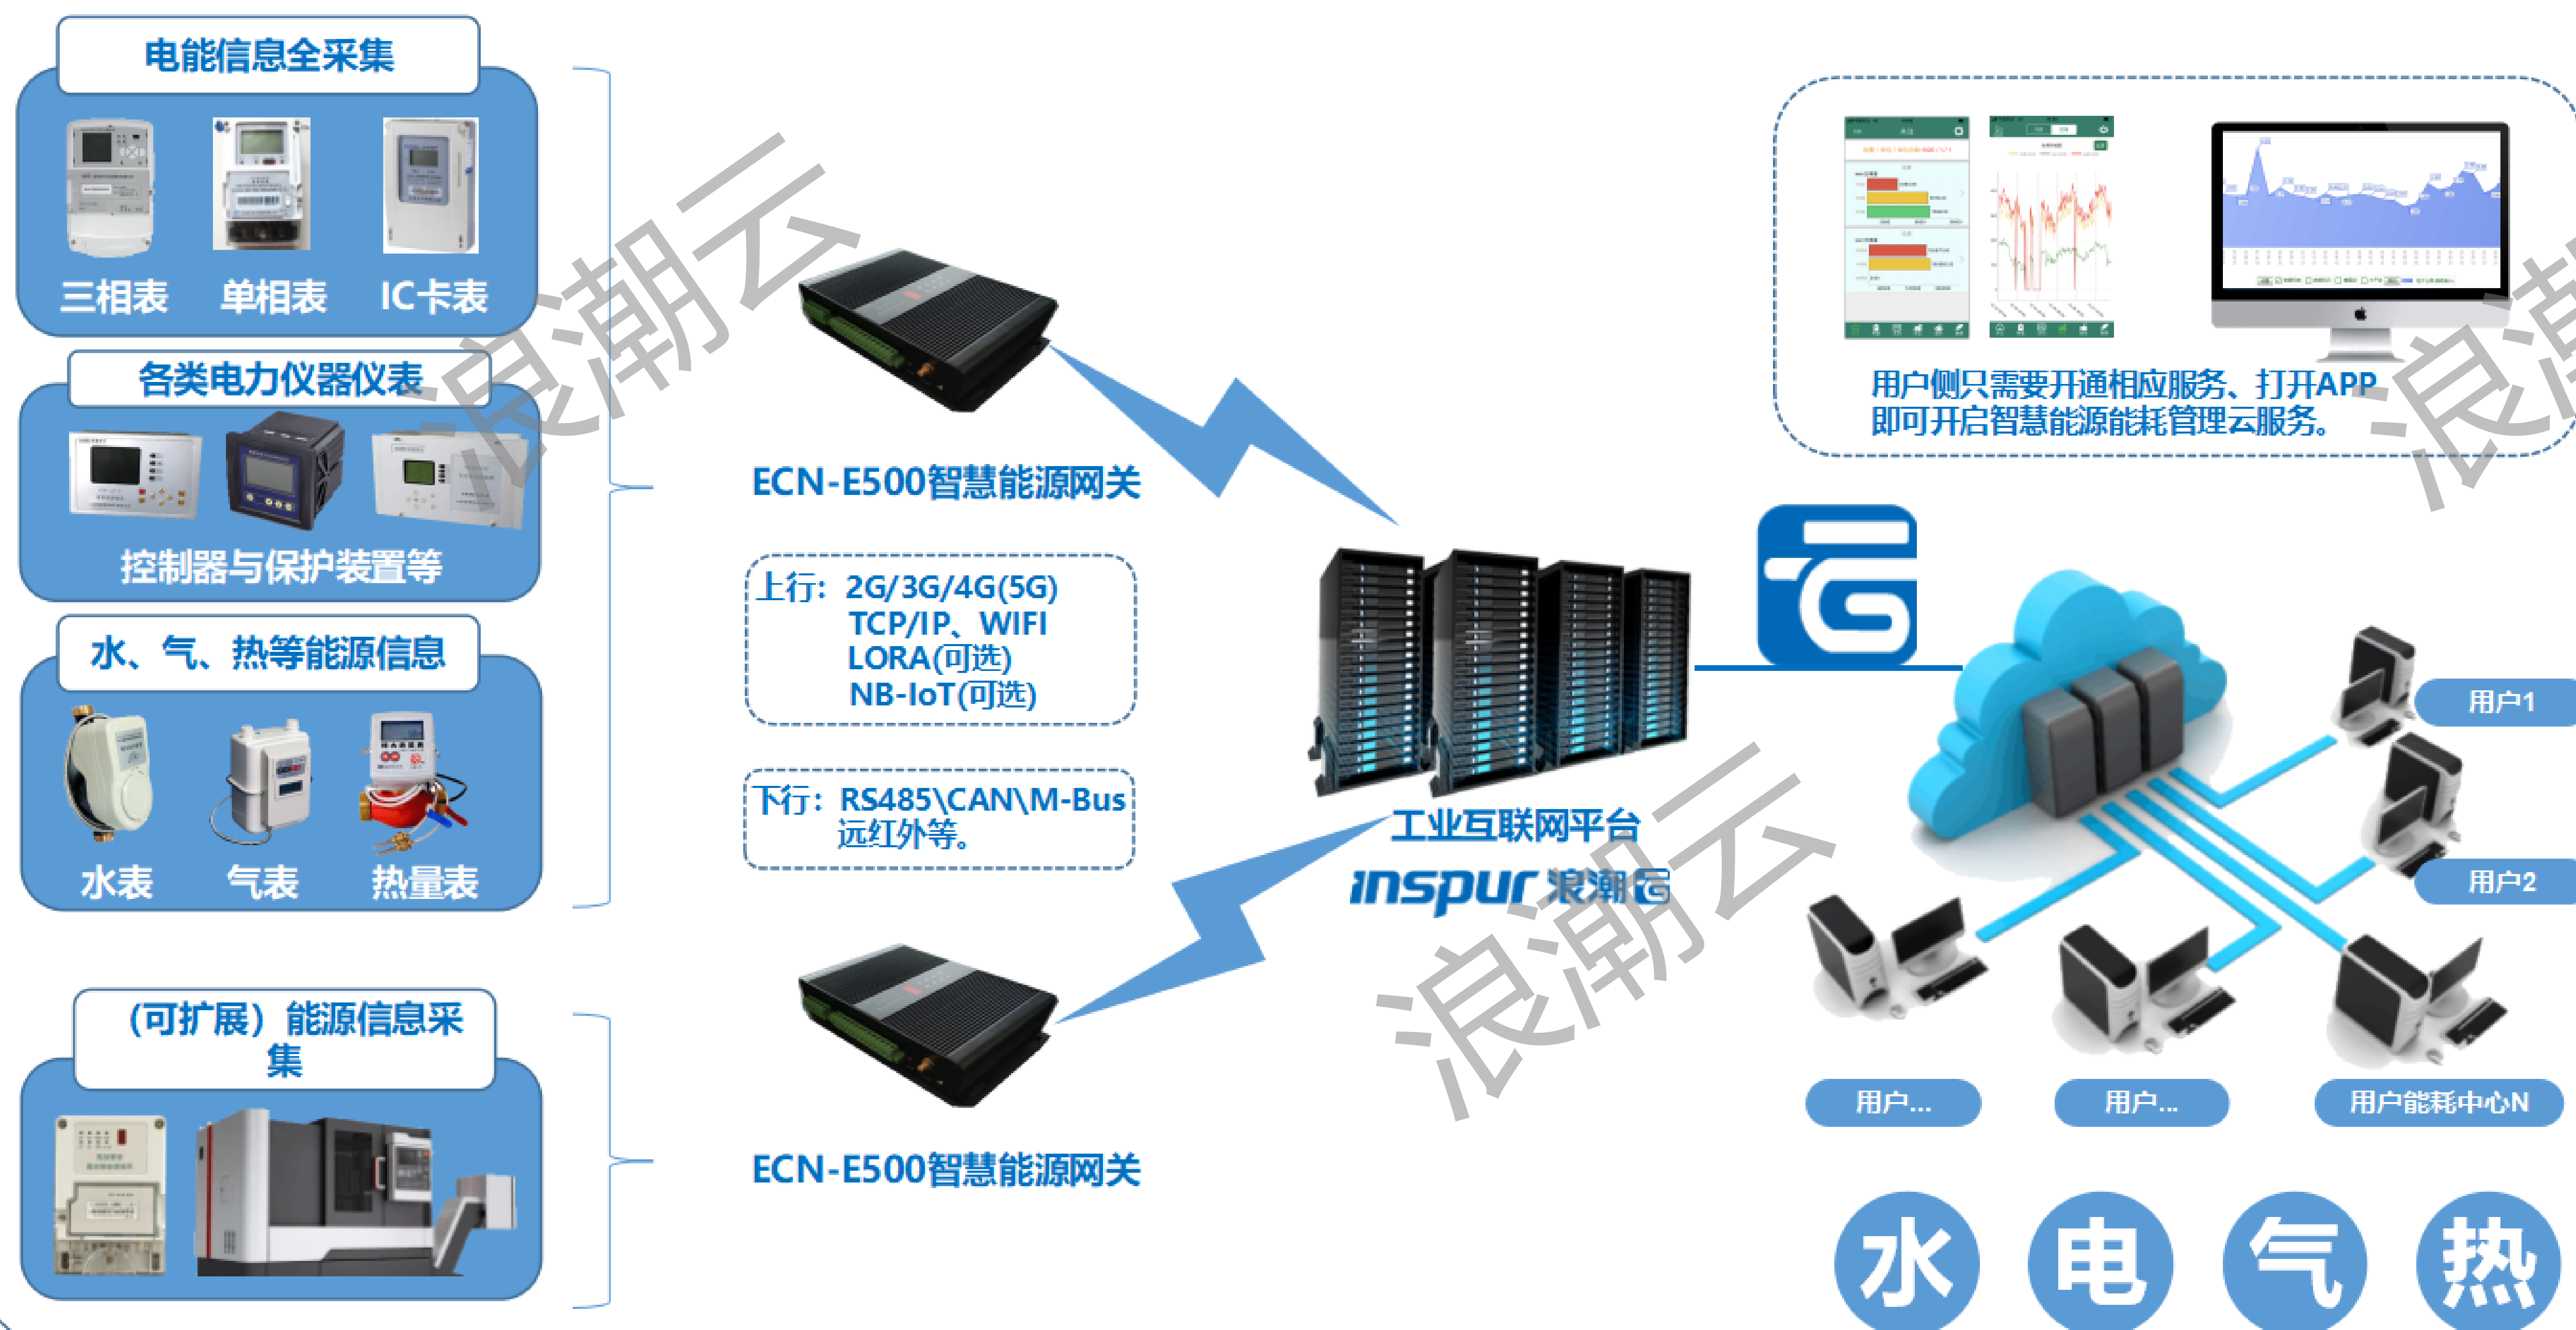 电能信息全采集
三相表 单相表 IC卡表
各类电力仪器仪表
控制器与保护装置等
水、气、热等能源信息
水表 气表 热量表
(可扩展）能源信息采
集
ECN-E500智慧能源网关
上行：2G/3G/4G(5G)
TCP/IP、WIFI
LORA(可选)
NB-IoT(可选)
下行：RS485\CAN\M-Bus
远红外等。
ECN-E500智慧能源网关
工业互联网平台
inspur 浪潮云
用户侧只需要开通相应服务、打开APP
即可开启智慧能源能耗管理云服务。
用户1
用户2
用户...
用户...
用户能耗中心N
水 电 气 热
浪潮云
浪潮云
浪潮